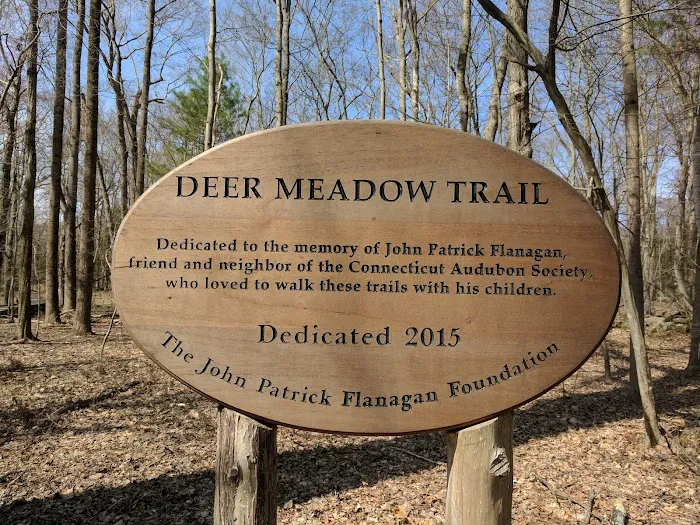 DEER MEADOW TRAIL
Dedicated to the memory of John Patrick Flanagan,
friend and neighbor of the Connecticut Audubon Society,
who loved to walk these trails with his children.
Dedicated 2015
The John Patrick Flanagan Foundation